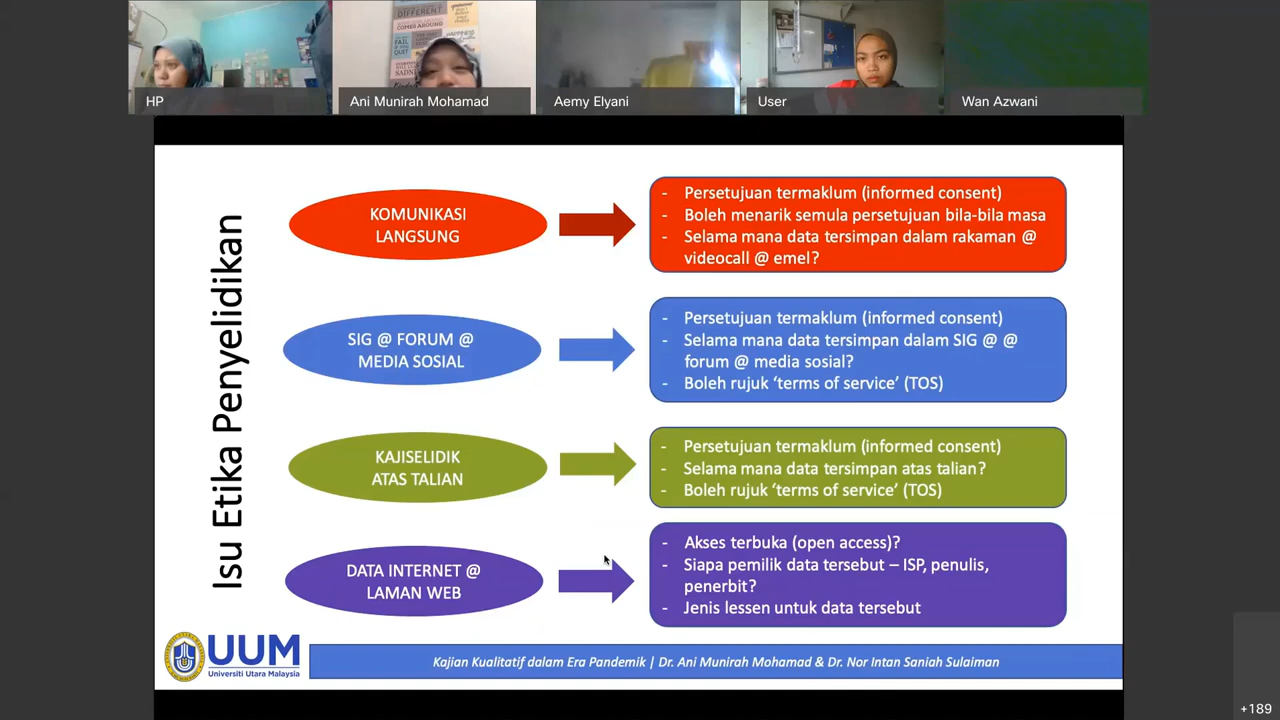 DIFFERENT
COMES AROUND
FAIL
QUIT
HAPPINESS
HP
Ani Munirah Mohamad
Aemy Elyani
User
Wan Azwani
Isu Etika Penyelidikan
KOMUNIKASI
LANGSUNG
- Persetujuan termaklum (informed consent)
- Boleh menarik semula persetujuan bila-bila masa
- Selama mana data tersimpan dalam rakaman @
videocall @ emel?
SIG @ FORUM @
MEDIA SOSIAL
- Persetujuan termaklum (informed consent)
- Selama mana data tersimpan dalam SIG @ @
forum @ media sosial?
- Boleh rujuk ‘terms of service’ (TOS)
KAJISELIDIK
ATAS TALIAN
- Persetujuan termaklum (informed consent)
- Selama mana data tersimpan atas talian?
- Boleh rujuk ‘terms of service’ (TOS)
DATA INTERNET @
LAMAN WEB
- Akses terbuka (open access)?
- Siapa pemilik data tersebut – ISP, penulis,
penerbit?
- Jenis lessen untuk data tersebut
UUM
Universiti Utara Malaysia
Kajian Kualitatif dalam Era Pandemik | Dr. Ani Munirah Mohamad & Dr. Nor Intan Saniah Sulaiman
+189